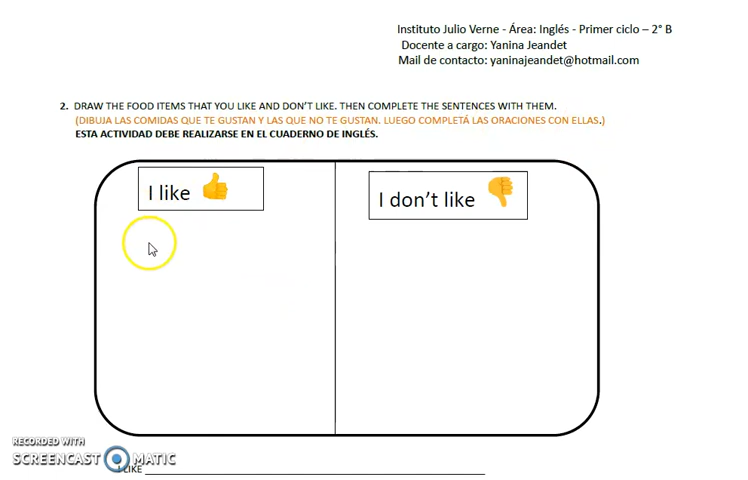 Instituto Julio Verne - Área: Inglés - Primer ciclo – 2° B
Docente a cargo: Yanina Jeandet
Mail de contacto: yaninajeandet@hotmail.com
2. DRAW THE FOOD ITEMS THAT YOU LIKE AND DON'T LIKE. THEN COMPLETE THE SENTENCES WITH THEM.
(DIBUJA LAS COMIDAS QUE TE GUSTAN Y LAS QUE NO TE GUSTAN. LUEGO COMPLETÁ LAS ORACIONES CON ELLAS.)
ESTA ACTIVIDAD DEBE REALIZARSE EN EL CUADERNO DE INGLÉS.
I like
I don't like
RECORDED WITH
SCREENCAST MATIC
I LIKE